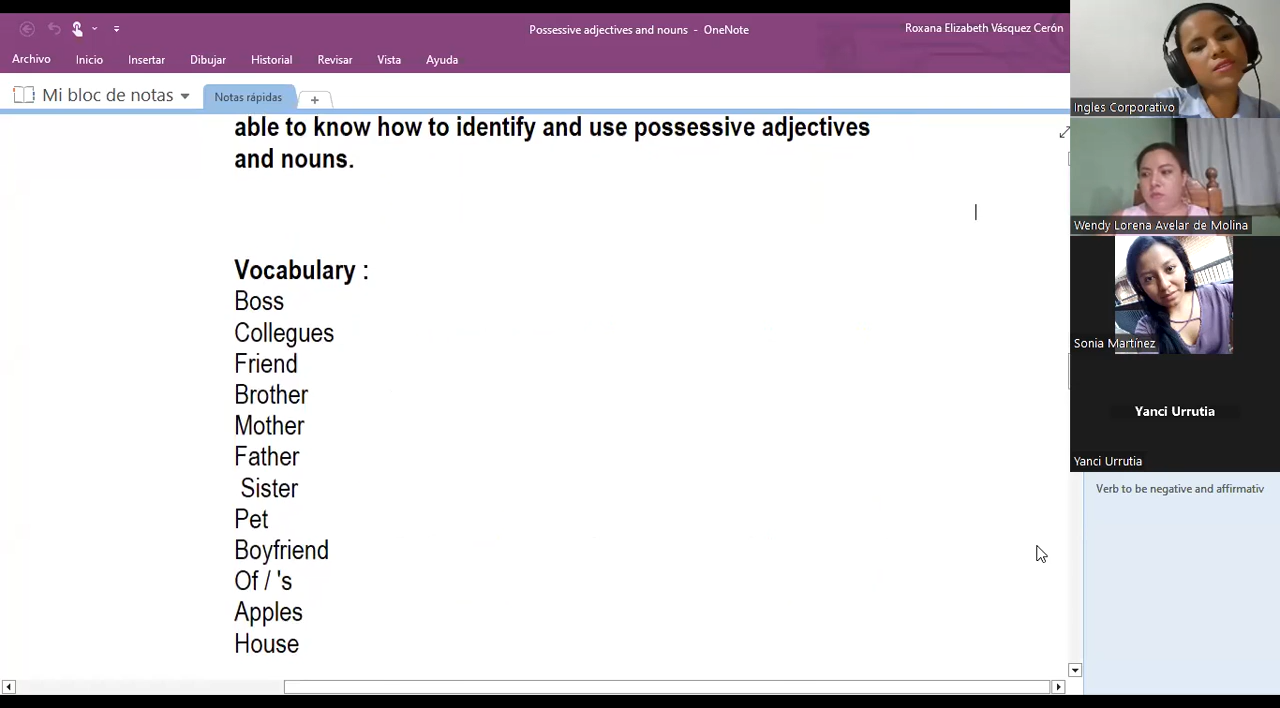 Possessive adjectives and nouns - OneNote
Roxana Elizabeth Vásquez Cerón
Archivo Inicio Insertar Dibujar Historial Revisar Vista Ayuda
Mi bloc de notas
Notas rápidas
able to know how to identify and use possessive adjectives
and nouns.
Vocabulary :
Boss
Collegues
Friend
Brother
Mother
Father
Sister
Pet
Boyfriend
Of / 's
Apples
House
Ingles Corporativo
Wendy Lorena Avelar de Molina
Sonia Martínez
Yanci Urrutia
Yanci Urrutia
Verb to be negative and affirmativ